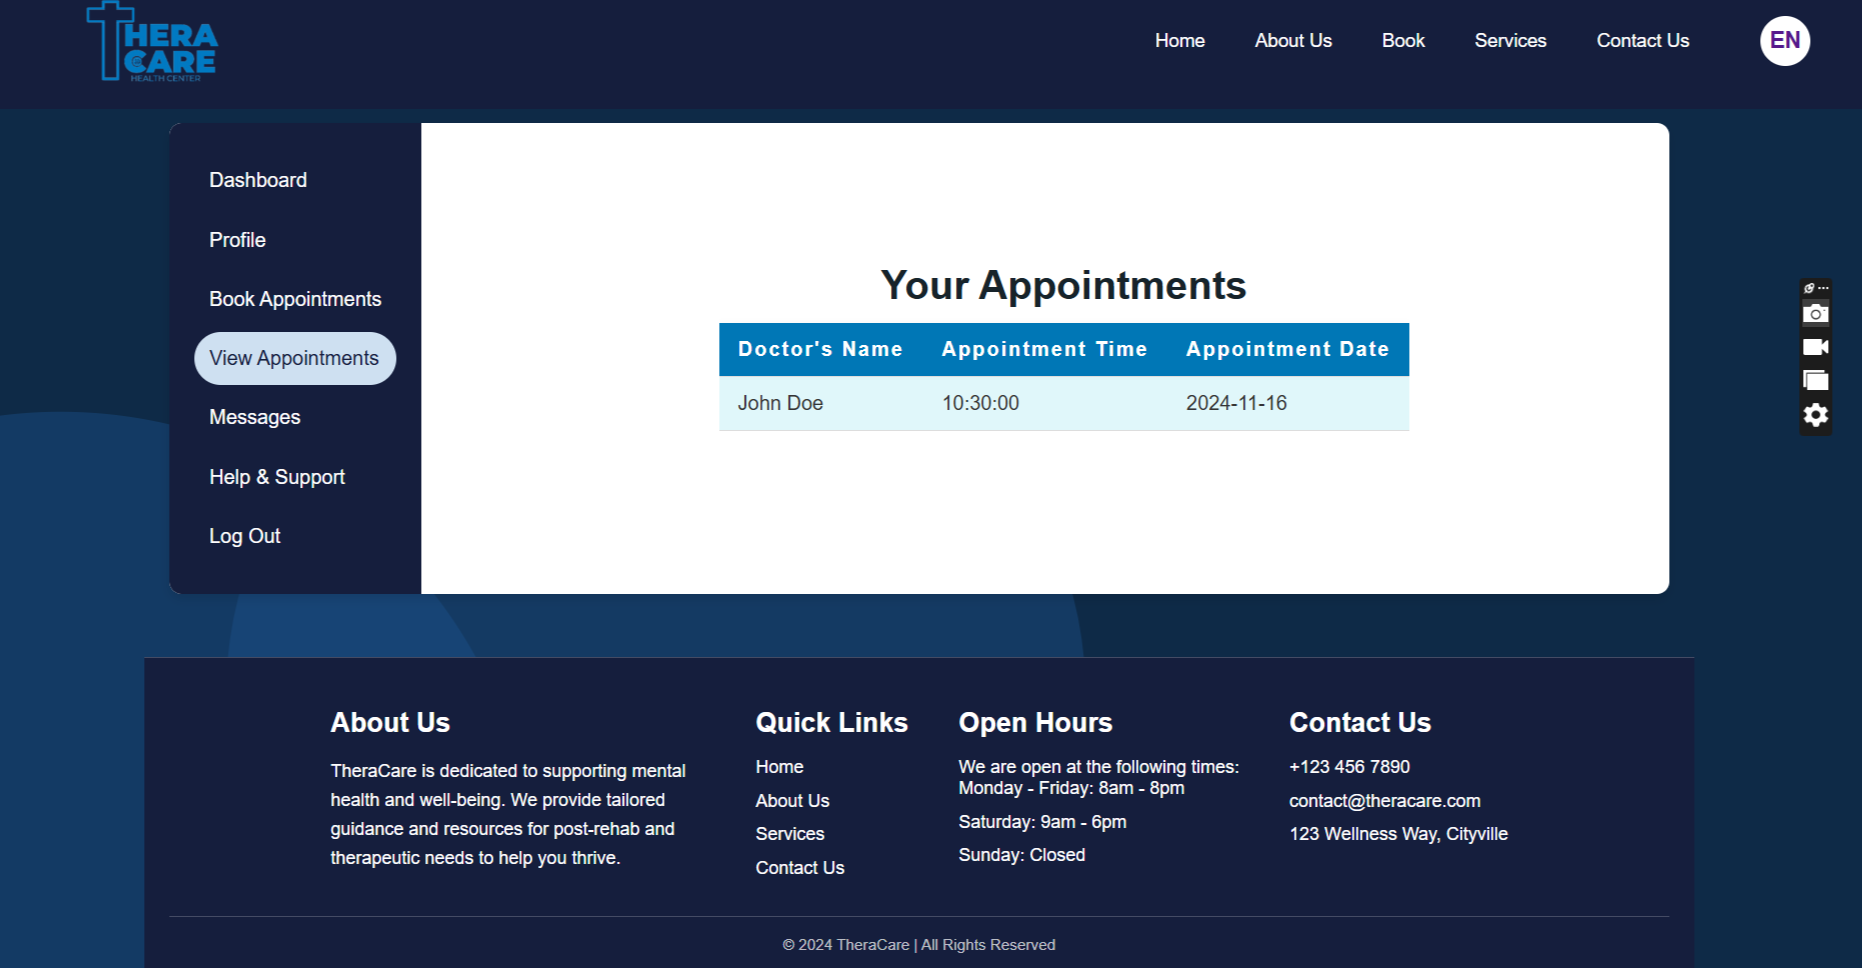 THERA
CARE
HEALTH CENTER
Home
About Us
Book
Services
Contact Us
EN
Dashboard
Profile
Book Appointments
View Appointments
Messages
Help & Support
Log Out
Your Appointments
Doctor's Name Appointment Time Appointment Date
John Doe 10:30:00 2024-11-16
About Us
TheraCare is dedicated to supporting mental
health and well-being. We provide tailored
guidance and resources for post-rehab and
therapeutic needs to help you thrive.
Quick Links
Home
About Us
Services
Contact Us
Open Hours
We are open at the following times:
Monday - Friday: 8am - 8pm
Saturday: 9am - 6pm
Sunday: Closed
Contact Us
+123 456 7890
contact@theracare.com
123 Wellness Way, Cityville
© 2024 TheraCare | All Rights Reserved